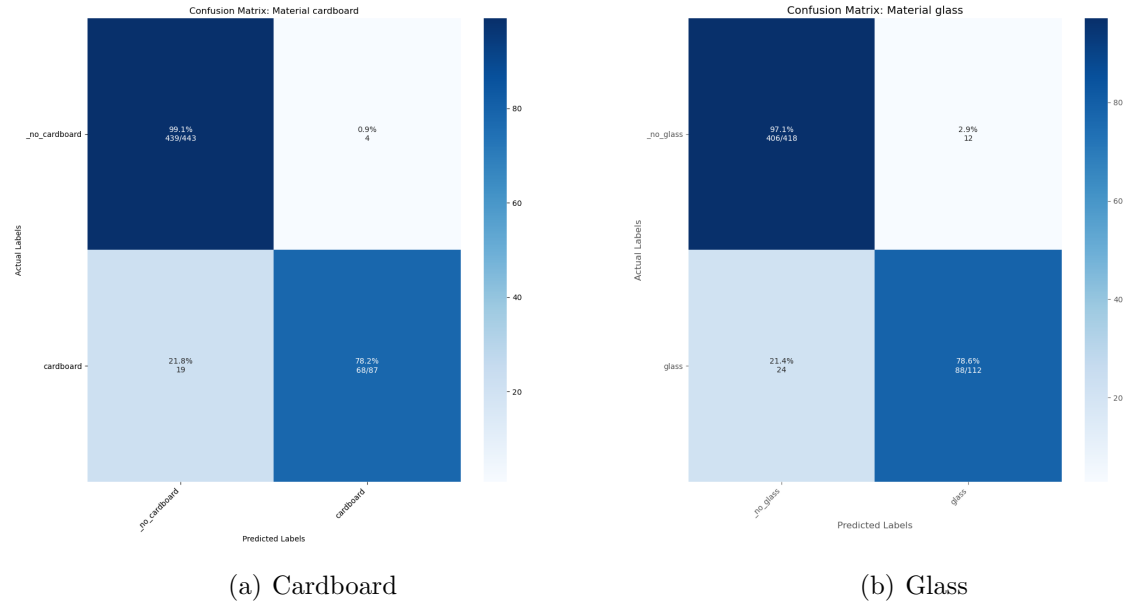 Confusion Matrix: Material cardboard
_no_cardboard
99.1%
439/443
0.9%
4
cardboard
21.8%
19
78.2%
68/87
Actual Labels
_no_cardboard
cardboard
Predicted Labels
80
60
40
20
(a) Cardboard
Confusion Matrix: Material glass
_no_glass
97.1%
406/418
2.9%
12
glass
21.4%
24
78.6%
88/112
Actual Labels
_no_glass
glass
Predicted Labels
80
60
40
20
(b) Glass